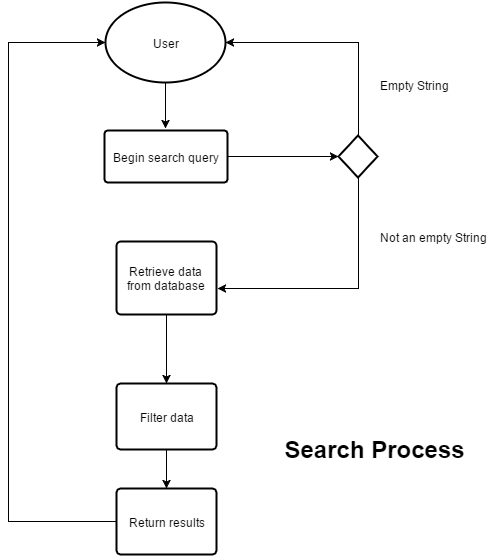 User
Empty String
Begin search query
Not an empty String
Retrieve data
from database
Filter data
Search Process
Return results